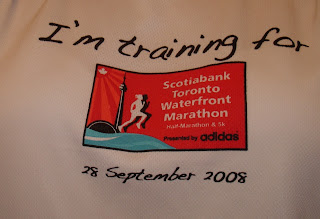 I'm training for
Scotiabank
Toronto
Waterfront
Marathon
Half-Marathon & 5k
Presented by adidas
28 September 2008